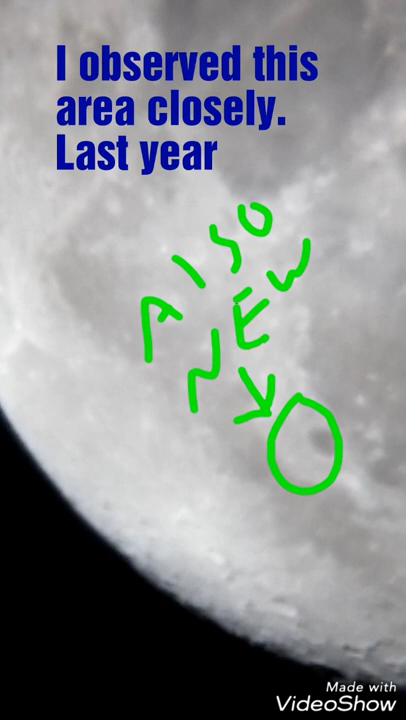 I observed this
area closely.
Last year
AlSO
NEW
Made with
VideoShow